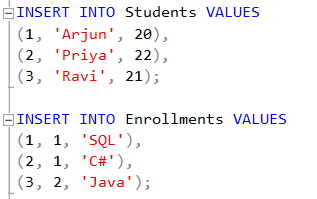 INSERT INTO Students VALUES
(1, 'Arjun', 20),
(2, 'Priya', 22),
(3, 'Ravi', 21);
INSERT INTO Enrollments VALUES
(1, 1, 'SQL'),
(2, 1, 'C#'),
(3, 2, 'Java');